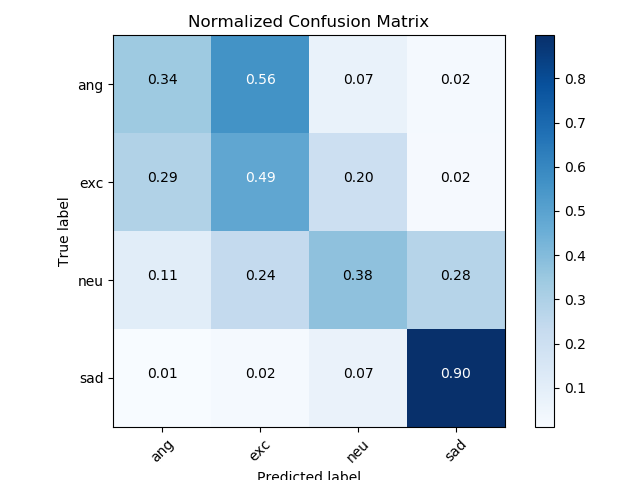 Normalized Confusion Matrix
ang 0.34 0.56 0.07 0.02
exc 0.29 0.49 0.20 0.02
neu 0.11 0.24 0.38 0.28
sad 0.01 0.02 0.07 0.90
ang exc neu sad
True label
Predicted label
0.8
0.7
0.6
0.5
0.4
0.3
0.2
0.1